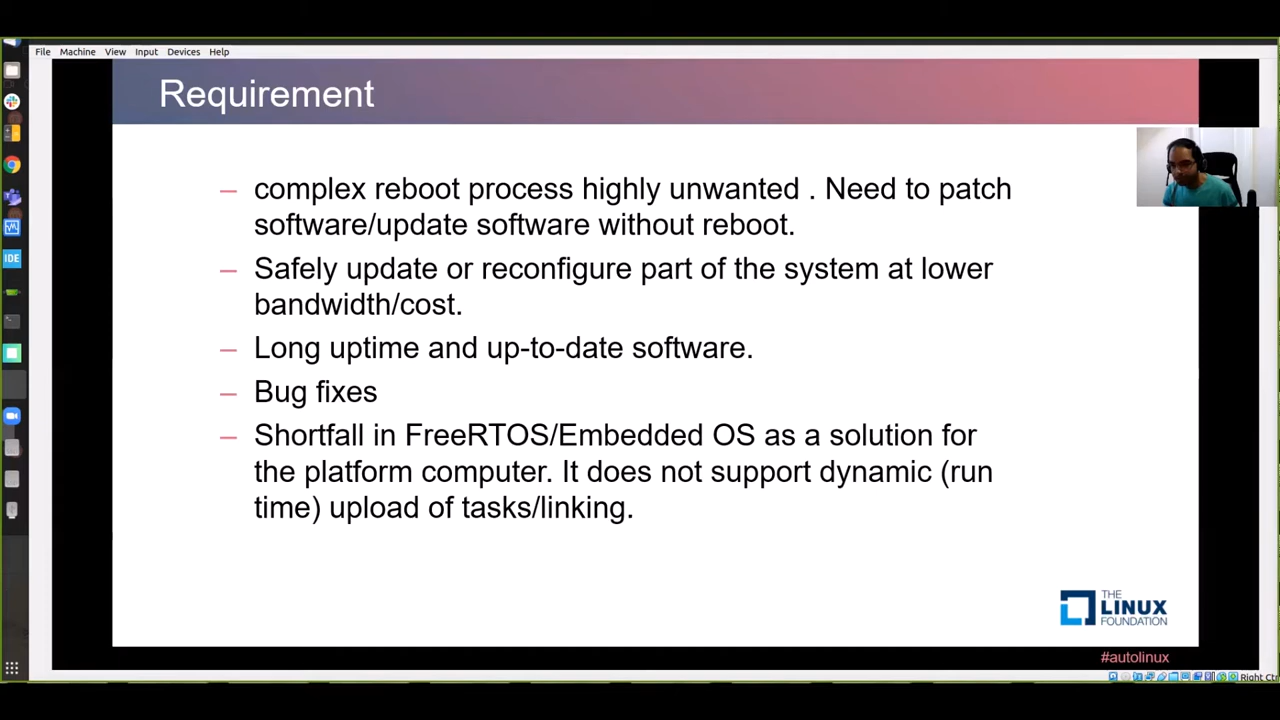 File Machine View Input Devices Help
Requirement
– complex reboot process highly unwanted . Need to patch
software/update software without reboot.
– Safely update or reconfigure part of the system at lower
bandwidth/cost.
– Long uptime and up-to-date software.
– Bug fixes
– Shortfall in FreeRTOS/Embedded OS as a solution for
the platform computer. It does not support dynamic (run
time) upload of tasks/linking.
IDE
THE
LINUX
FOUNDATION
#autolinux
Right Ctr